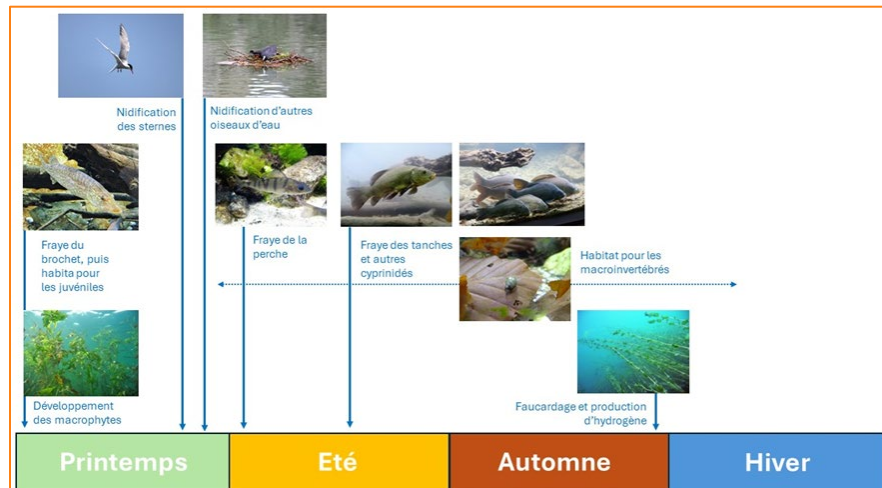 Nidification
des sternes
Nidification d'autres
oiseaux d'eau
Fraye du
brochet, puis
habita pour
les juvéniles
Fraye de la
perche
Fraye des tanches
et autres
cyprinidés
Habitat pour les
macroinvertébrés
Développement
des macrophytes
Faucardage et production
d'hydrogène
Printemps
Eté
Automne
Hiver